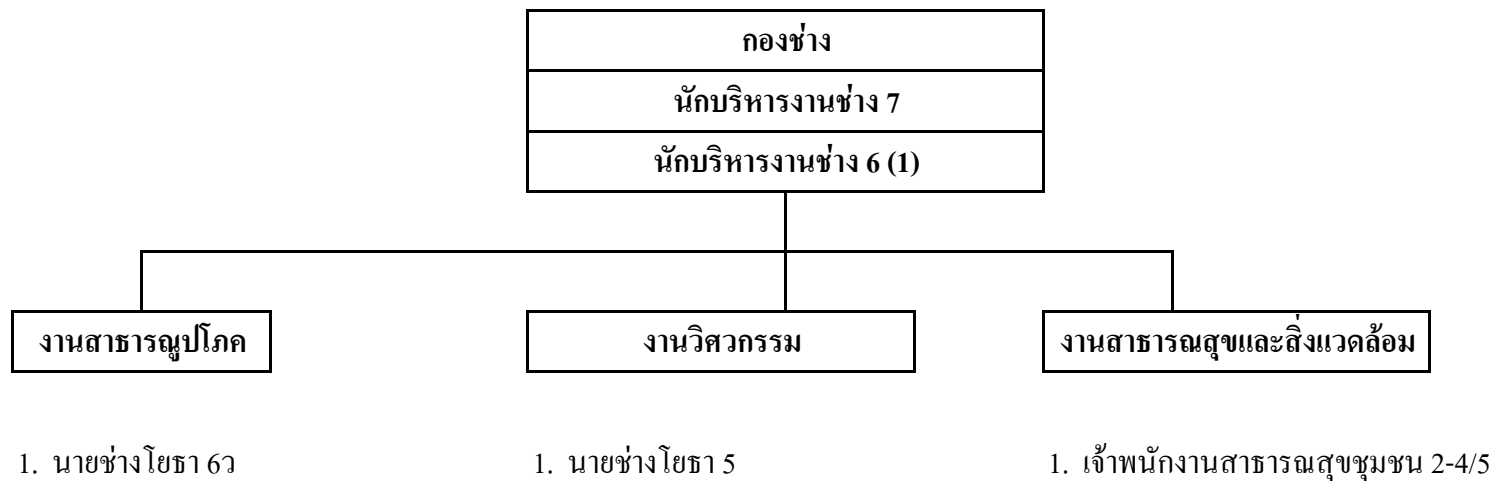 กองช่าง
นักบริหารงานช่าง 7
นักบริหารงานช่าง 6 (1)
งานสาธารณูปโภค
งานวิศวกรรม
งานสาธารณสุขและสิ่งแวดล้อม
1. นายช่างโยธา 6ว
1. นายช่างโยธา 5
1. เจ้าพนักงานสาธารณสุขชุมชน 2-4/5